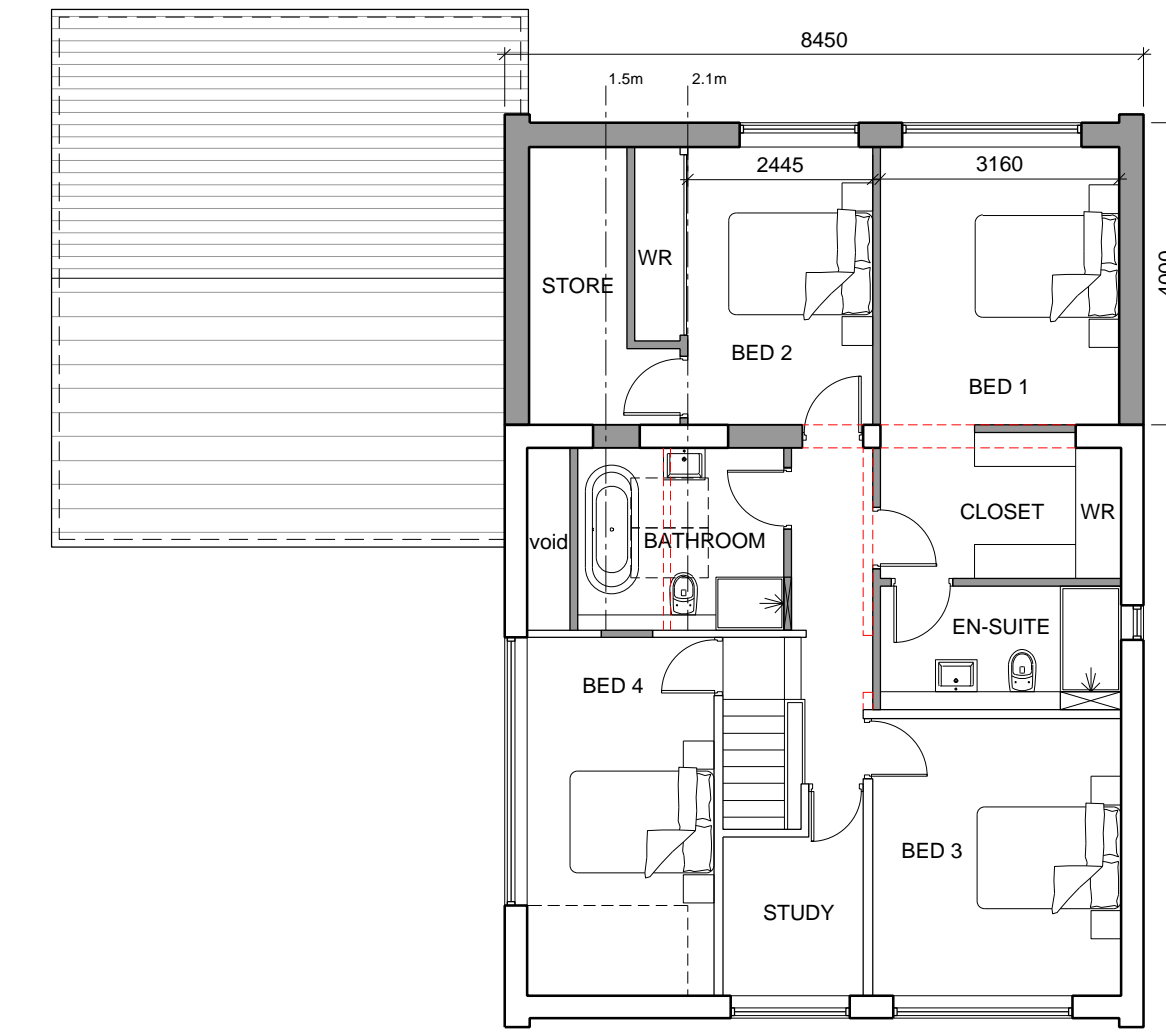 8450
1.5m
2.1m
2445
3160
4000
WR
STORE
BED 2
BED 1
CLOSET
WR
void
BATHROOM
EN-SUITE
BED 4
BED 3
STUDY